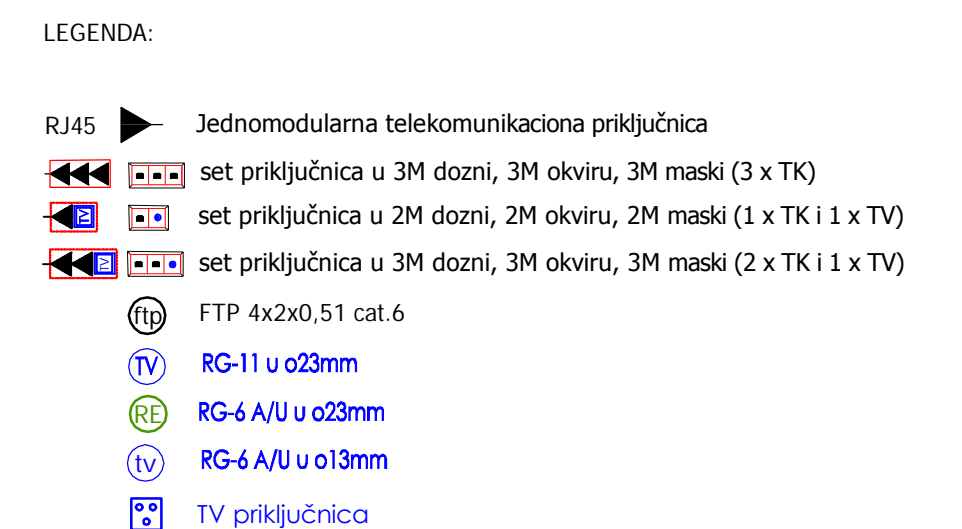 LEGENDA:
RJ45 Jednomodularna telekomunikaciona priključnica
set priključnica u 3M dozni, 3M okviru, 3M maski (3 x TK)
TV set priključnica u 2M dozni, 2M okviru, 2M maski (1 x TK i 1 x TV)
TV set priključnica u 3M dozni, 3M okviru, 3M maski (2 x TK i 1 x TV)
ftp FTP 4x2x0,51 cat.6
TV RG-11 u o23mm
RE RG-6 A/U u o23mm
tv RG-6 A/U u o13mm
TV priključnica